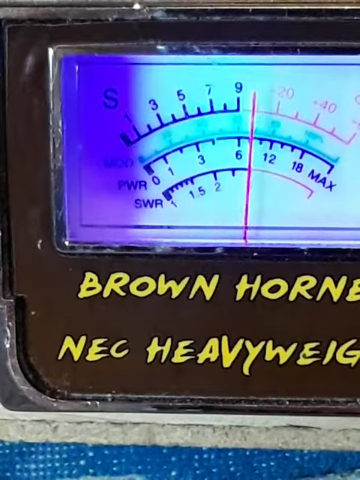 S 1 3 5 7 9 20 40
MOD
PWR 0 1 3 6 12 18 MAX
SWR 1 1.5 2
BROWN HORNE
NEC HEAVYWEIG